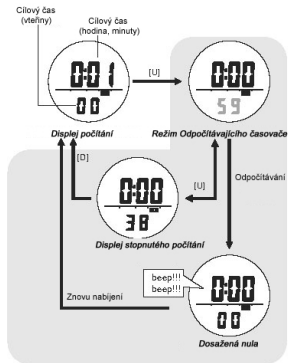 Cílový čas
(vteřiny)
Cílový čas
(hodina, minuty)
0:01
00
[U]
0:00
59
Displej počítání
Režim Odpočítávajícího časovače
[D]
0:00
38
[U]
Odpočítávání
Displej stopnutého počítání
beep!!!
beep!!!
0:00
00
Znovu nabíjení
Dosažená nula